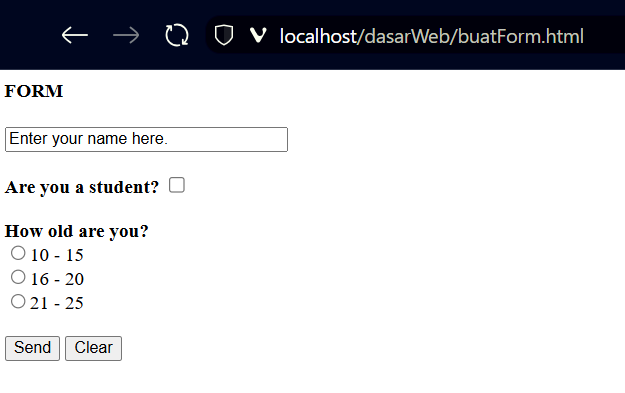 localhost/dasarWeb/buatForm.html
FORM
Enter your name here.
Are you a student?
How old are you?
10 - 15
16 - 20
21 - 25
Send Clear